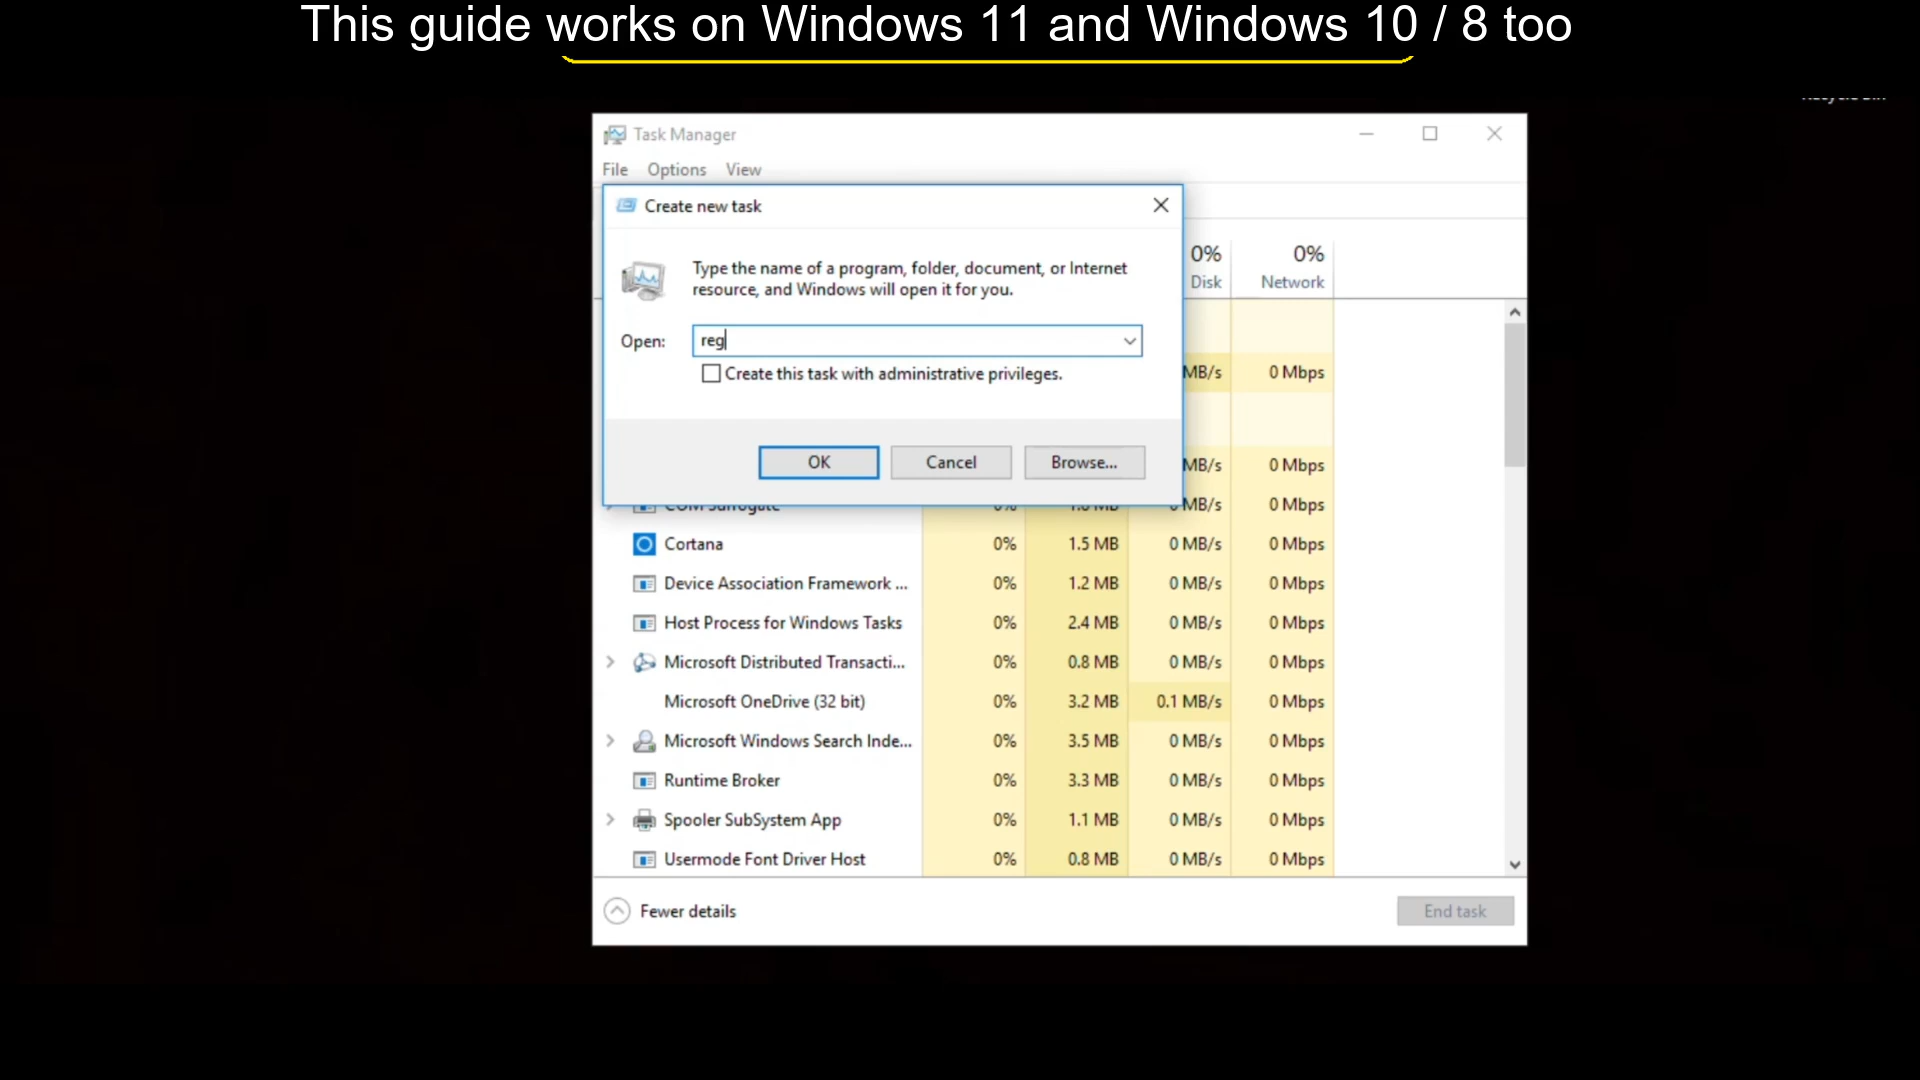 This guide works on Windows 11 and Windows 10 / 8 too
Task Manager
File Options View
Create new task
Type the name of a program, folder, document, or Internet
resource, and Windows will open it for you.
Open: reg
Create this task with administrative privileges.
OK Cancel Browse...
0% 0%
Disk Network
MB/s 0 Mbps
MB/s 0 Mbps
COM Surrogate 0% 1.8 MB 0 MB/s 0 Mbps
Cortana 0% 1.5 MB 0 MB/s 0 Mbps
Device Association Framework ... 0% 1.2 MB 0 MB/s 0 Mbps
Host Process for Windows Tasks 0% 2.4 MB 0 MB/s 0 Mbps
Microsoft Distributed Transacti... 0% 0.8 MB 0 MB/s 0 Mbps
Microsoft OneDrive (32 bit) 0% 3.2 MB 0.1 MB/s 0 Mbps
Microsoft Windows Search Inde... 0% 3.5 MB 0 MB/s 0 Mbps
Runtime Broker 0% 3.3 MB 0 MB/s 0 Mbps
Spooler SubSystem App 0% 1.1 MB 0 MB/s 0 Mbps
Usermode Font Driver Host 0% 0.8 MB 0 MB/s 0 Mbps
Fewer details End task